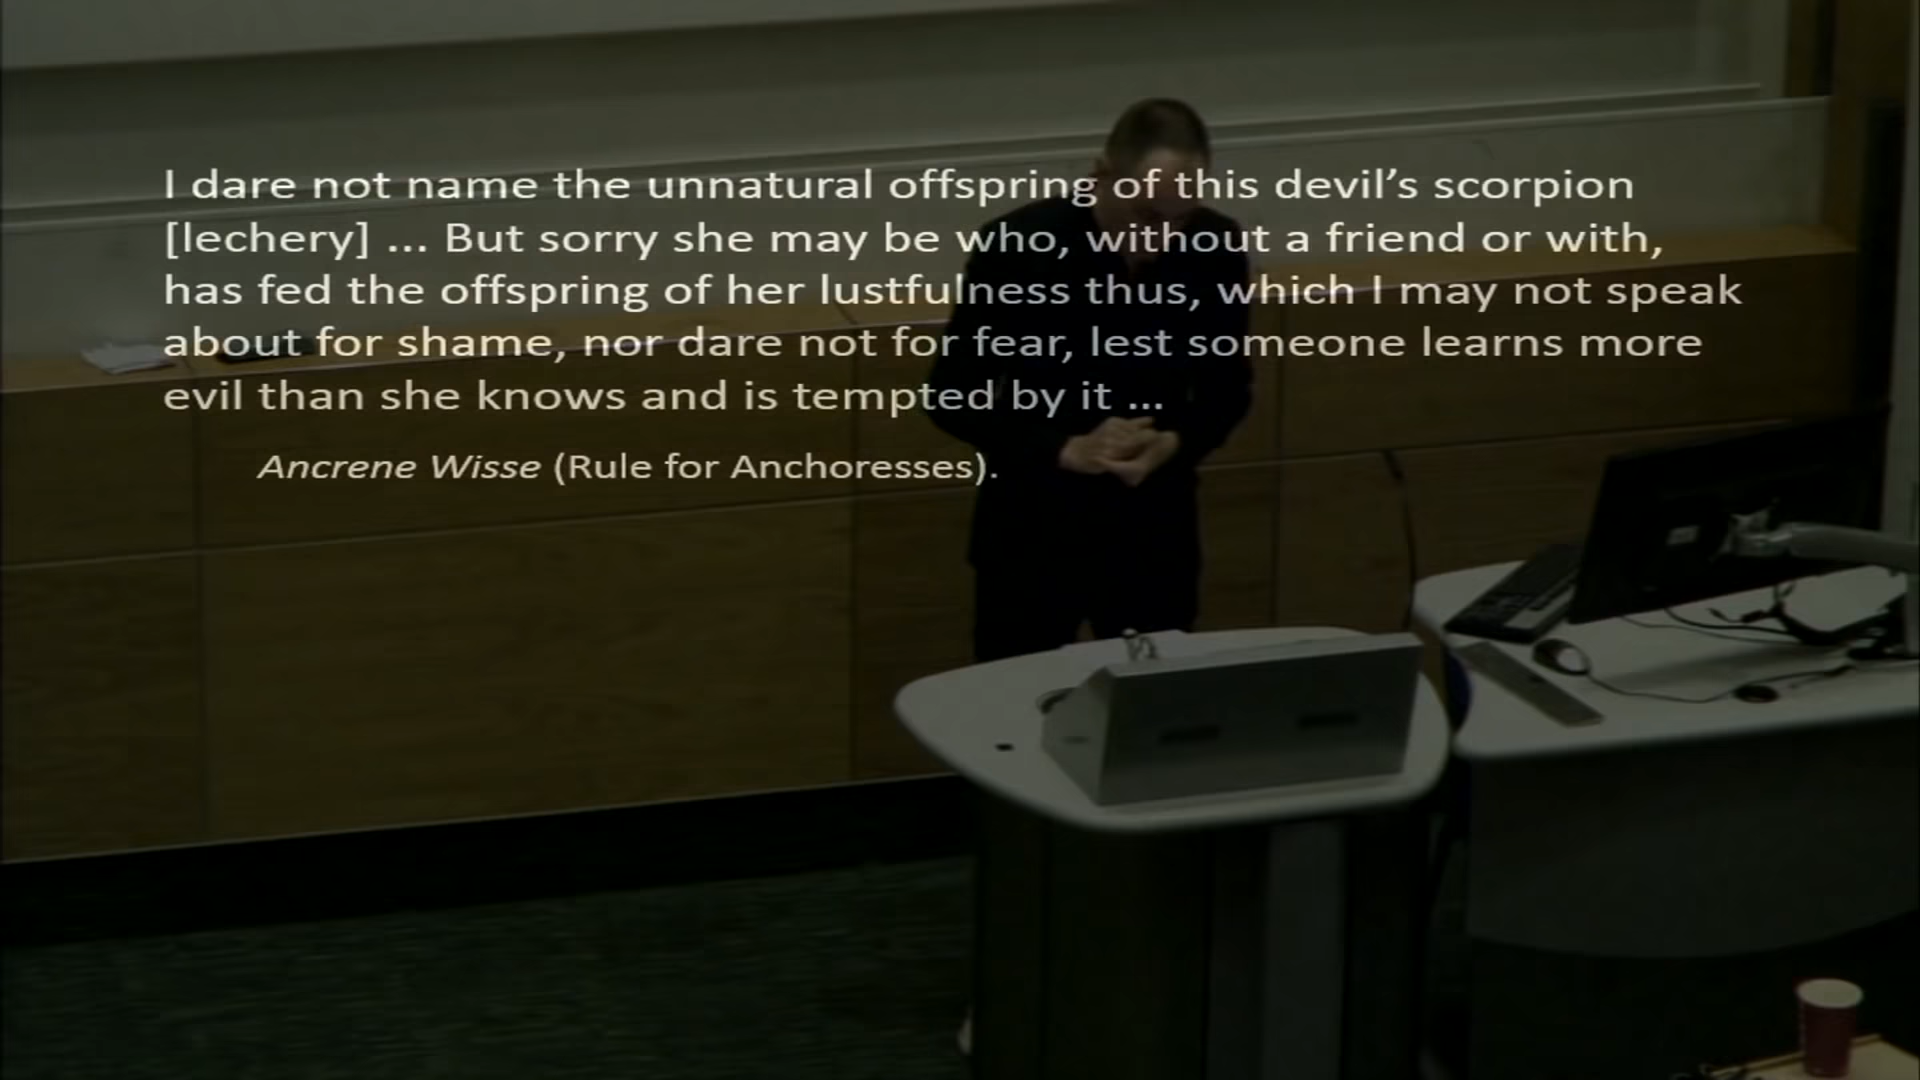 I dare not name the unnatural offspring of this devil’s scorpion
[lechery] ... But sorry she may be who, without a friend or with,
has fed the offspring of her lustfulness thus, which I may not speak
about for shame, nor dare not for fear, lest someone learns more
evil than she knows and is tempted by it ...
Ancrene Wisse (Rule for Anchoresses).